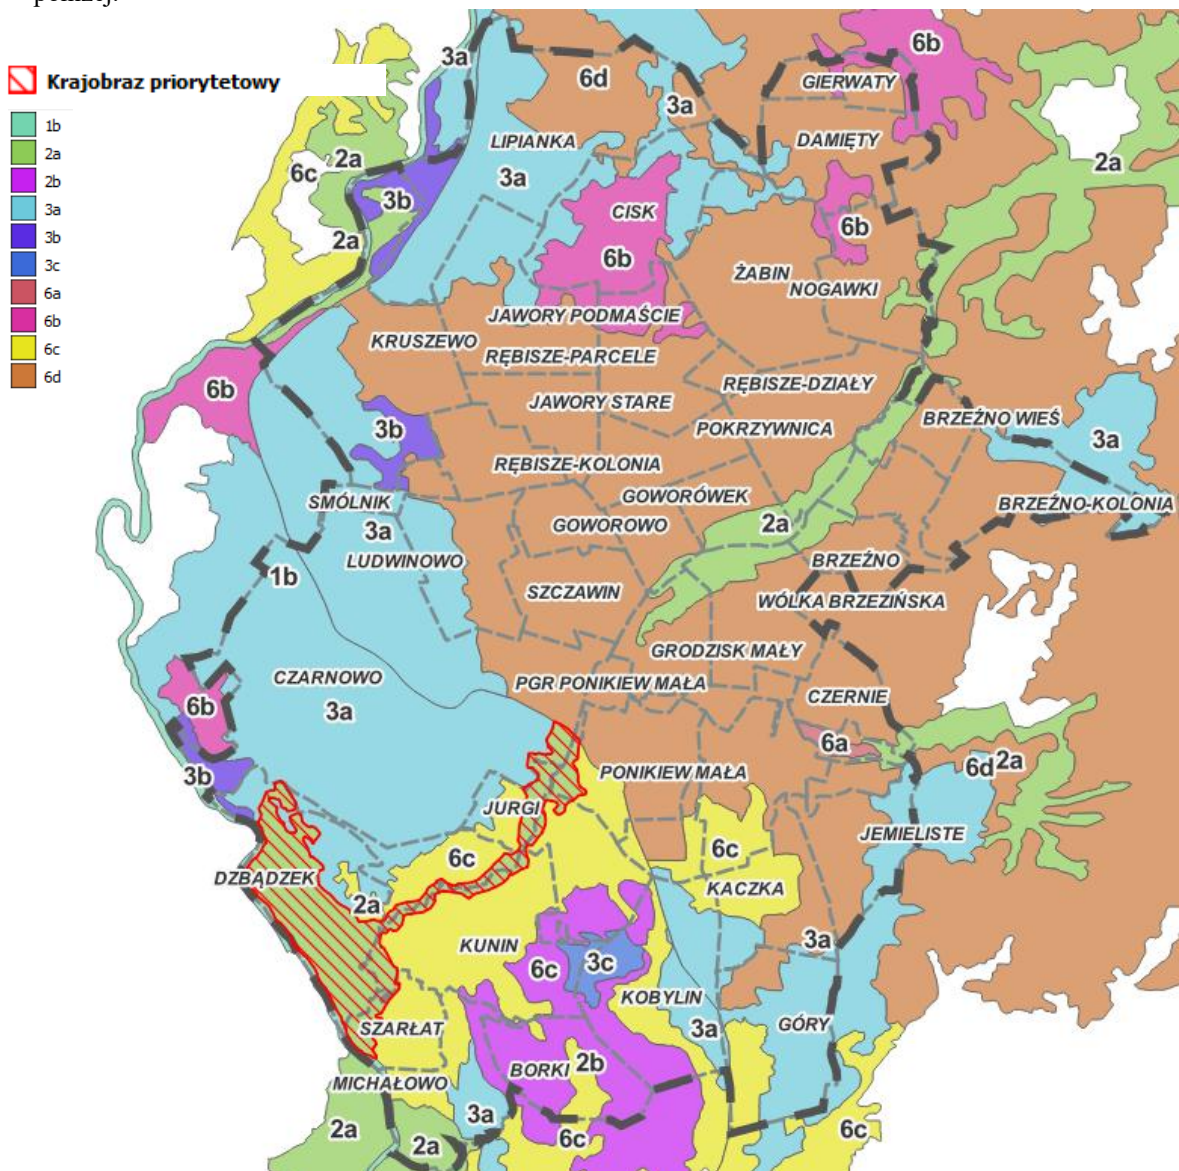 poniżej.
3a
6b
6d
Krajobraz priorytetowy
GIERWATY
3a
1b
LIPIANKA
DAMIĘTY
2a
2a
2a
6c
3a
2b
3b
3a
CISK
3b
6b
3c
2a
6b
6a
ŻABIN
NOGAWKI
6b
JAWORY PODMAŚCIE
6c
KRUSZEWO
RĘBISZE-PARCELE
6d
6b
RĘBISZE-DZIAŁY
JAWORY STARE
BRZEŹNO WIEŚ
3b
POKRZYWNICA
3a
RĘBISZE-KOLONIA
SMÓLNIK
GOWORÓWEK
BRZEŹNO-KOLONIA
3a
GOWOROWO
2a
LUDWINOWO
BRZEŹNO
1b
SZCZAWIN
WÓLKA BRZEZIŃSKA
GRODZISK MAŁY
CZARNOWO
PGR PONIKIEW MAŁA
CZERNIE
6b
3a
6a
3b
PONIKIEW MAŁA
6d
2a
JURGI
JEMIELISTE
6c
6c
DZBĄDZEK
KACZKA
2a
KUNIN
3a
6c
3c
KOBYLIN
SZARŁAT
3a
GÓRY
MICHAŁOWO
BORKI
2b
3a
2a
2a
6c
6c